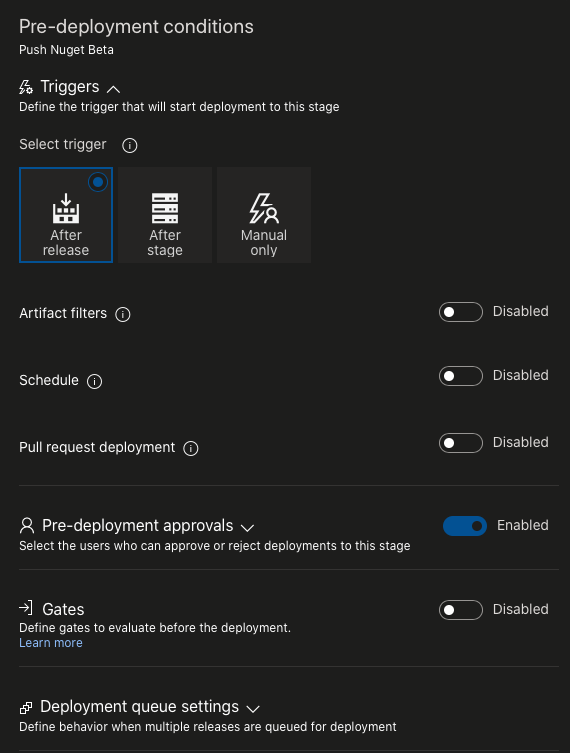 Pre-deployment conditions
Push Nuget Beta
Triggers
Define the trigger that will start deployment to this stage
Select trigger
After
release
After
stage
Manual
only
Artifact filters
Disabled
Schedule
Disabled
Pull request deployment
Disabled
Pre-deployment approvals
Enabled
Select the users who can approve or reject deployments to this stage
Gates
Disabled
Define gates to evaluate before the deployment.
Learn more
Deployment queue settings
Define behavior when multiple releases are queued for deployment